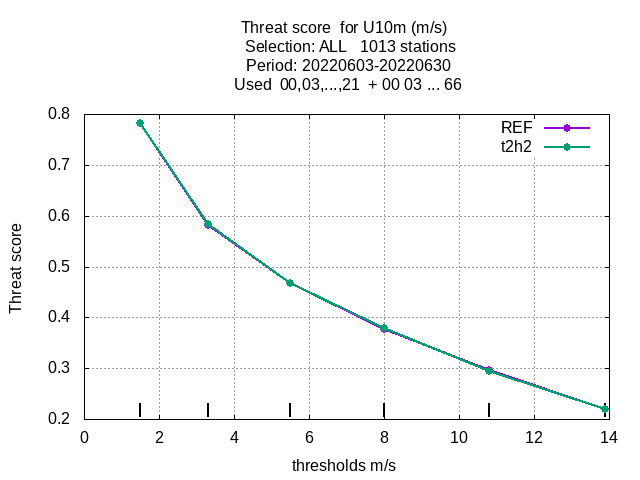 Threat score  for U10m (m/s)
Selection: ALL   1013 stations
Period: 20220603-20220630
Used  00,03,...,21  + 00 03 ... 66
REF
t2h2
0.8
0.7
0.6
0.5
0.4
0.3
0.2
Threat score
0 2 4 6 8 10 12 14
thresholds m/s